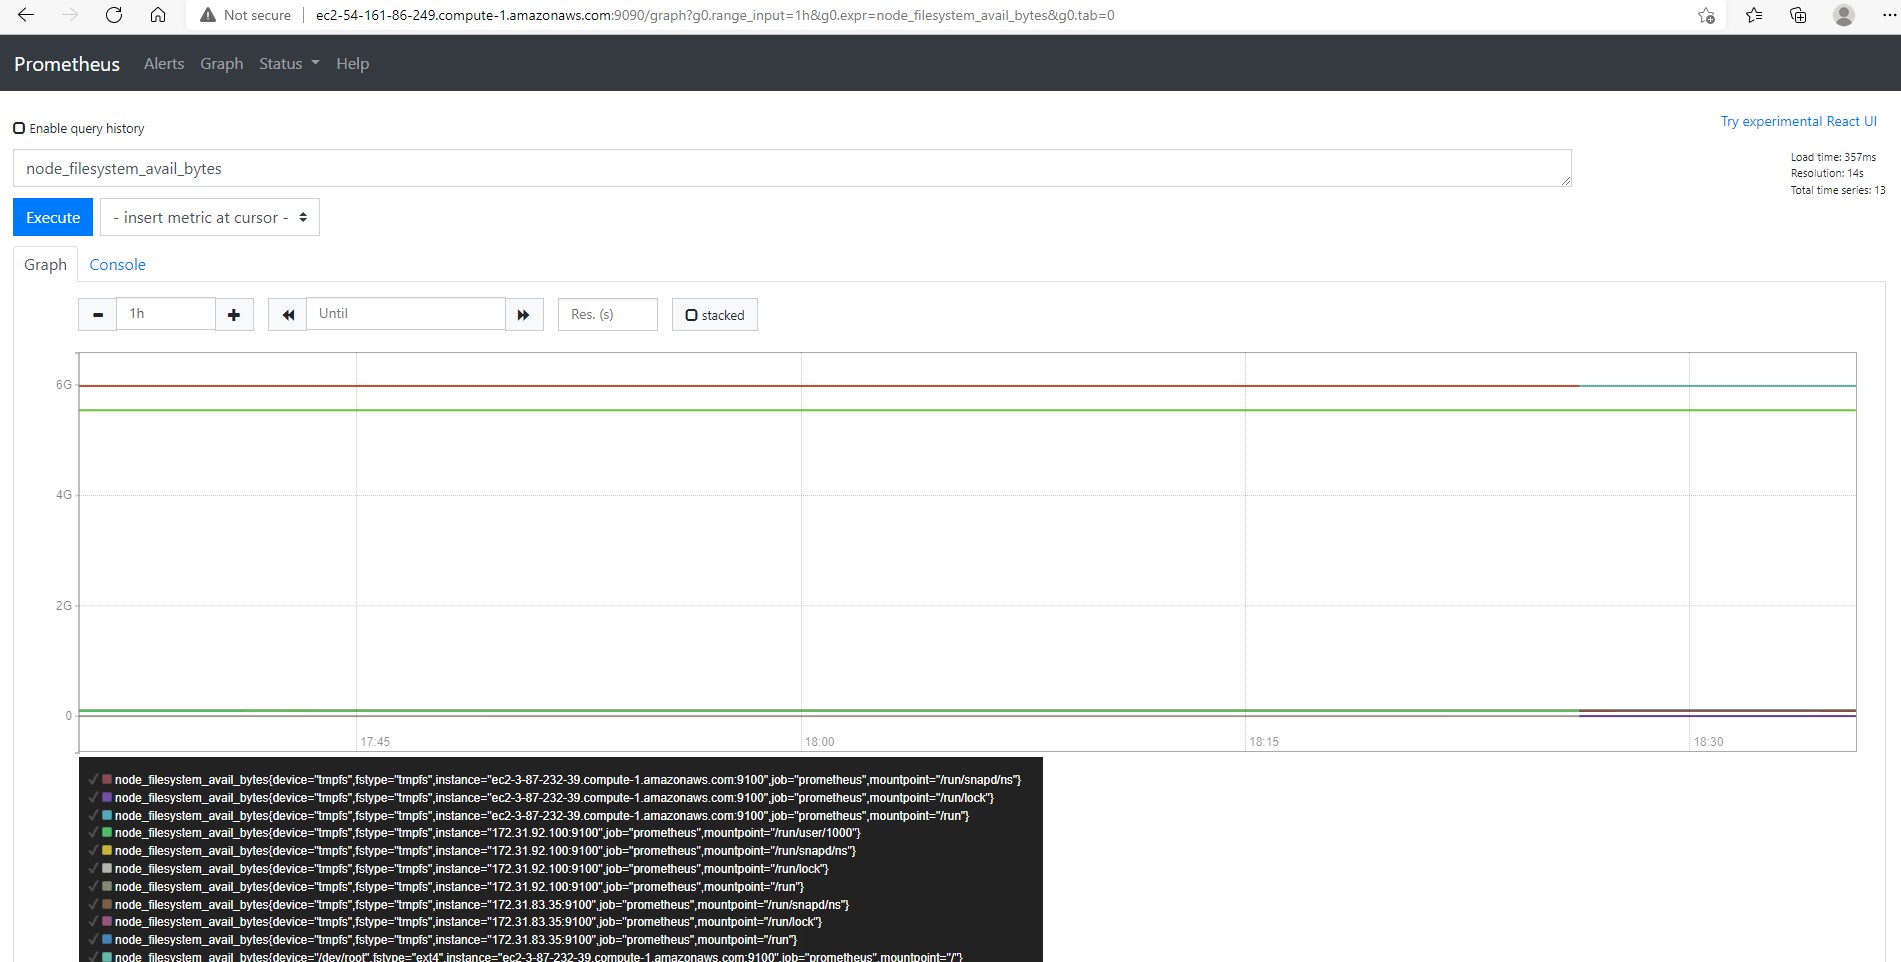 Not secure | ec2-54-161-86-249.compute-1.amazonaws.com:9090/graph?g0.range_input=1h&g0.expr=node_filesystem_avail_bytes&g0.tab=0
Prometheus Alerts Graph Status Help
Enable query history
Try experimental React UI
node_filesystem_avail_bytes
Load time: 357ms
Resolution: 14s
Total time series: 13
Execute - insert metric at cursor -
Graph Console
1h Until Res. (s) stacked
6G
4G
2G
0
17:45 18:00 18:15 18:30
node_filesystem_avail_bytes{device="tmpfs",fstype="tmpfs",instance="ec2-3-87-232-39.compute-1.amazonaws.com:9100",job="prometheus",mountpoint="/run/snapd/ns"}
node_filesystem_avail_bytes{device="tmpfs",fstype="tmpfs",instance="ec2-3-87-232-39.compute-1.amazonaws.com:9100",job="prometheus",mountpoint="/run/lock"}
node_filesystem_avail_bytes{device="tmpfs",fstype="tmpfs",instance="ec2-3-87-232-39.compute-1.amazonaws.com:9100",job="prometheus",mountpoint="/run"}
node_filesystem_avail_bytes{device="tmpfs",fstype="tmpfs",instance="172.31.92.100:9100",job="prometheus",mountpoint="/run/user/1000"}
node_filesystem_avail_bytes{device="tmpfs",fstype="tmpfs",instance="172.31.92.100:9100",job="prometheus",mountpoint="/run/snapd/ns"}
node_filesystem_avail_bytes{device="tmpfs",fstype="tmpfs",instance="172.31.92.100:9100",job="prometheus",mountpoint="/run/lock"}
node_filesystem_avail_bytes{device="tmpfs",fstype="tmpfs",instance="172.31.92.100:9100",job="prometheus",mountpoint="/run"}
node_filesystem_avail_bytes{device="tmpfs",fstype="tmpfs",instance="172.31.83.35:9100",job="prometheus",mountpoint="/run/snapd/ns"}
node_filesystem_avail_bytes{device="tmpfs",fstype="tmpfs",instance="172.31.83.35:9100",job="prometheus",mountpoint="/run/lock"}
node_filesystem_avail_bytes{device="tmpfs",fstype="tmpfs",instance="172.31.83.35:9100",job="prometheus",mountpoint="/run"}
node_filesystem_avail_bytes{device="/dev/root",fstype="ext4",instance="ec2-3-87-232-39.compute-1.amazonaws.com:9100",job="prometheus",mountpoint="/"}